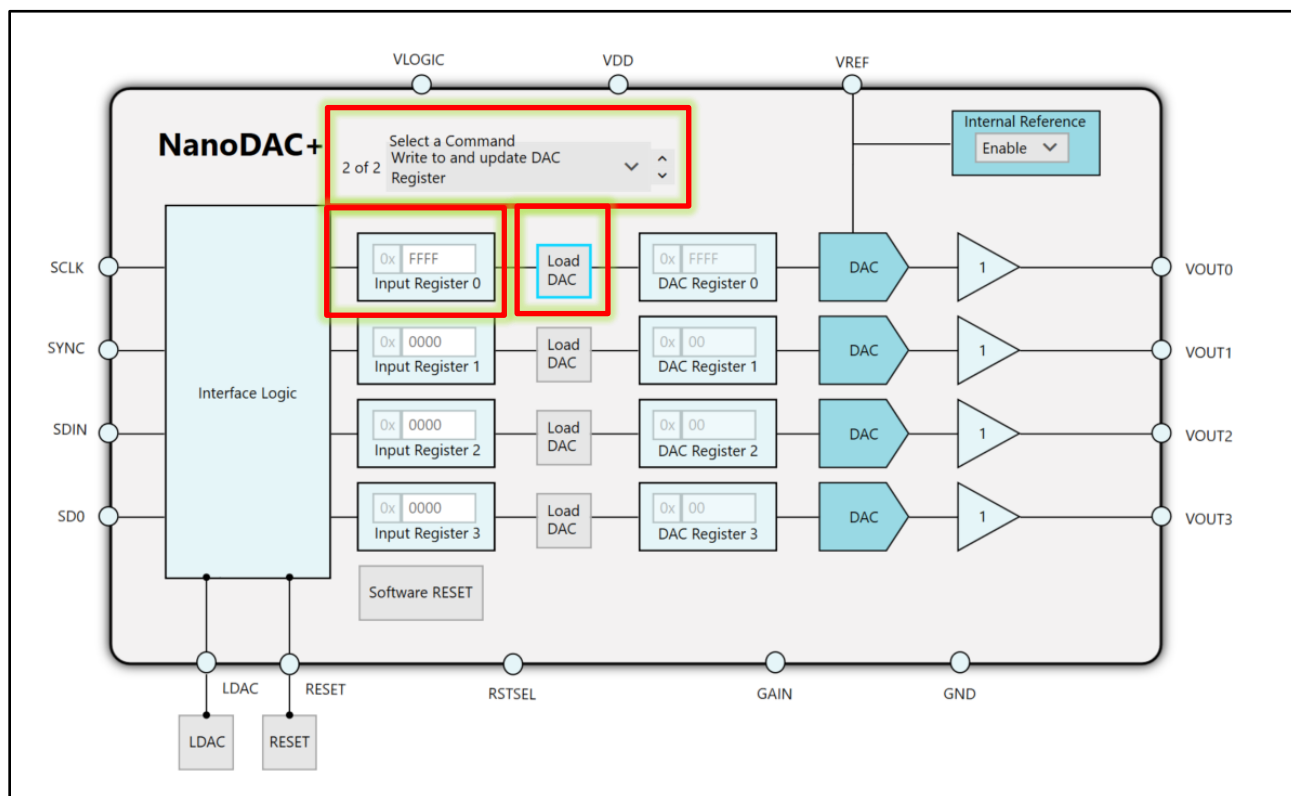 VLOGIC
VDD
VREF
NanoDAC+
2 of 2
Select a Command
Write to and update DAC
Register
Internal Reference
Enable
SCLK
SYNC
SDIN
SD0
Interface Logic
0x FFFF
Input Register 0
Load
DAC
0x FFFF
DAC Register 0
DAC
1
VOUT0
0x 0000
Input Register 1
Load
DAC
0x 00
DAC Register 1
DAC
1
VOUT1
0x 0000
Input Register 2
Load
DAC
0x 00
DAC Register 2
DAC
1
VOUT2
0x 0000
Input Register 3
Load
DAC
0x 00
DAC Register 3
DAC
1
VOUT3
Software RESET
LDAC
RESET
RSTSEL
GAIN
GND
LDAC
RESET